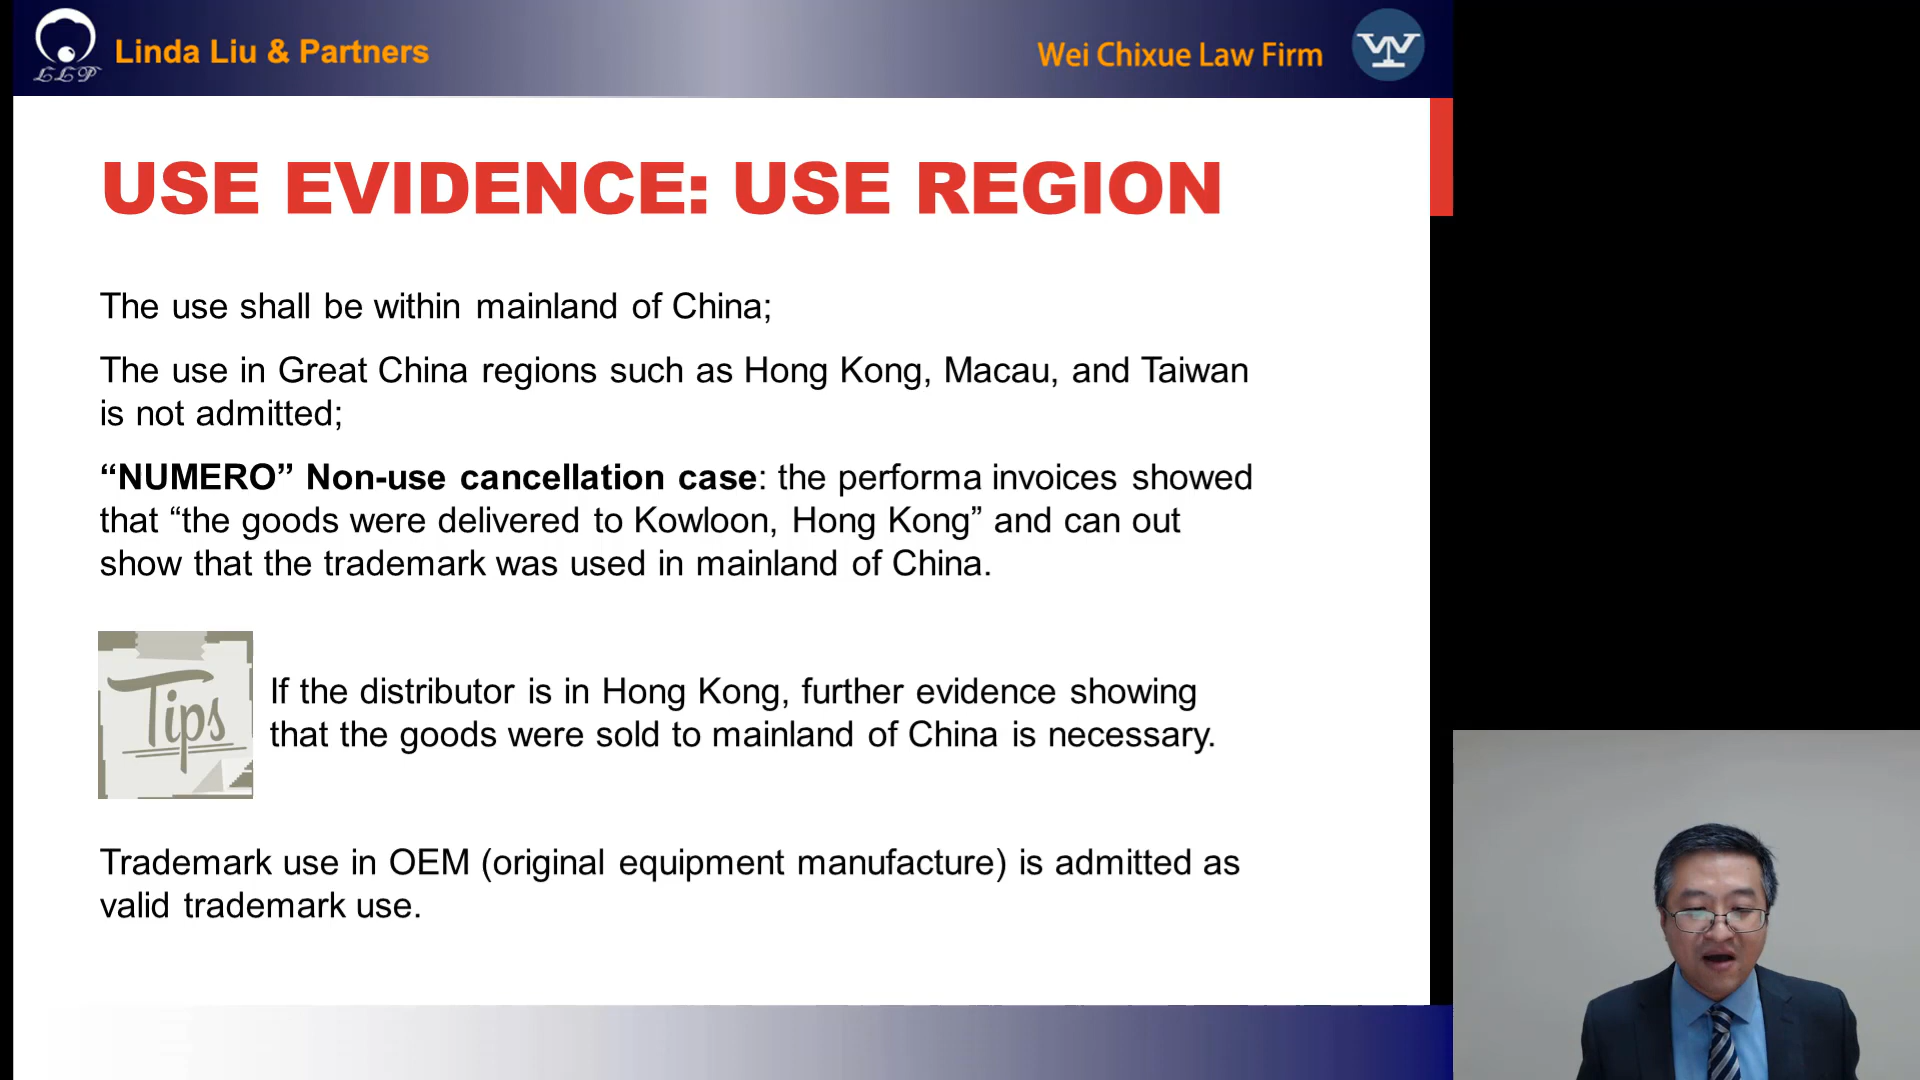 LLP
Linda Liu & Partners
Wei Chixue Law Firm
USE EVIDENCE: USE REGION
The use shall be within mainland of China;
The use in Great China regions such as Hong Kong, Macau, and Taiwan
is not admitted;
“NUMERO” Non-use cancellation case: the performa invoices showed
that “the goods were delivered to Kowloon, Hong Kong” and can out
show that the trademark was used in mainland of China.
Tips
If the distributor is in Hong Kong, further evidence showing
that the goods were sold to mainland of China is necessary.
Trademark use in OEM (original equipment manufacture) is admitted as
valid trademark use.